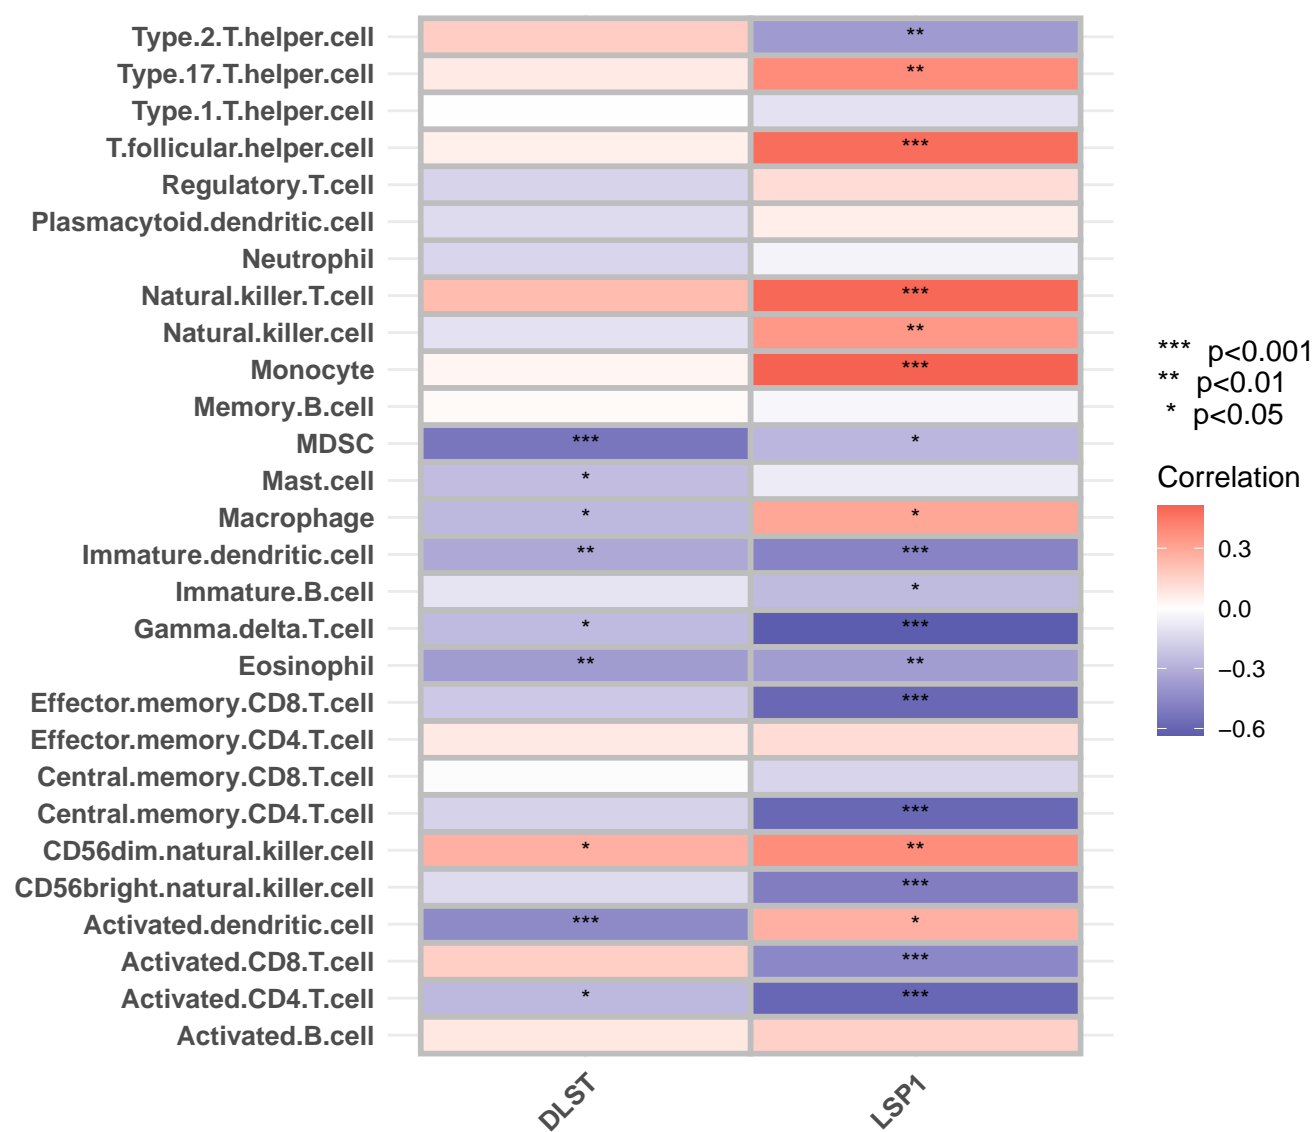 Type.2.T.helper.cell **
Type.17.T.helper.cell **
Type.1.T.helper.cell
T.follicular.helper.cell ***
Regulatory.T.cell
Plasmacytoid.dendritic.cell
Neutrophil
Natural.killer.T.cell ***
Natural.killer.cell **
Monocyte ***
Memory.B.cell
MDSC *** *
Mast.cell *
Macrophage * *
Immature.dendritic.cell ** ***
Immature.B.cell *
Gamma.delta.T.cell * ***
Eosinophil ** **
Effector.memory.CD8.T.cell ***
Effector.memory.CD4.T.cell
Central.memory.CD8.T.cell
Central.memory.CD4.T.cell ***
CD56dim.natural.killer.cell * **
CD56bright.natural.killer.cell ***
Activated.dendritic.cell *** *
Activated.CD8.T.cell ***
Activated.CD4.T.cell * ***
Activated.B.cell
DLST LSP1
*** p<0.001
** p<0.01
* p<0.05
Correlation
0.3
0.0
−0.3
−0.6